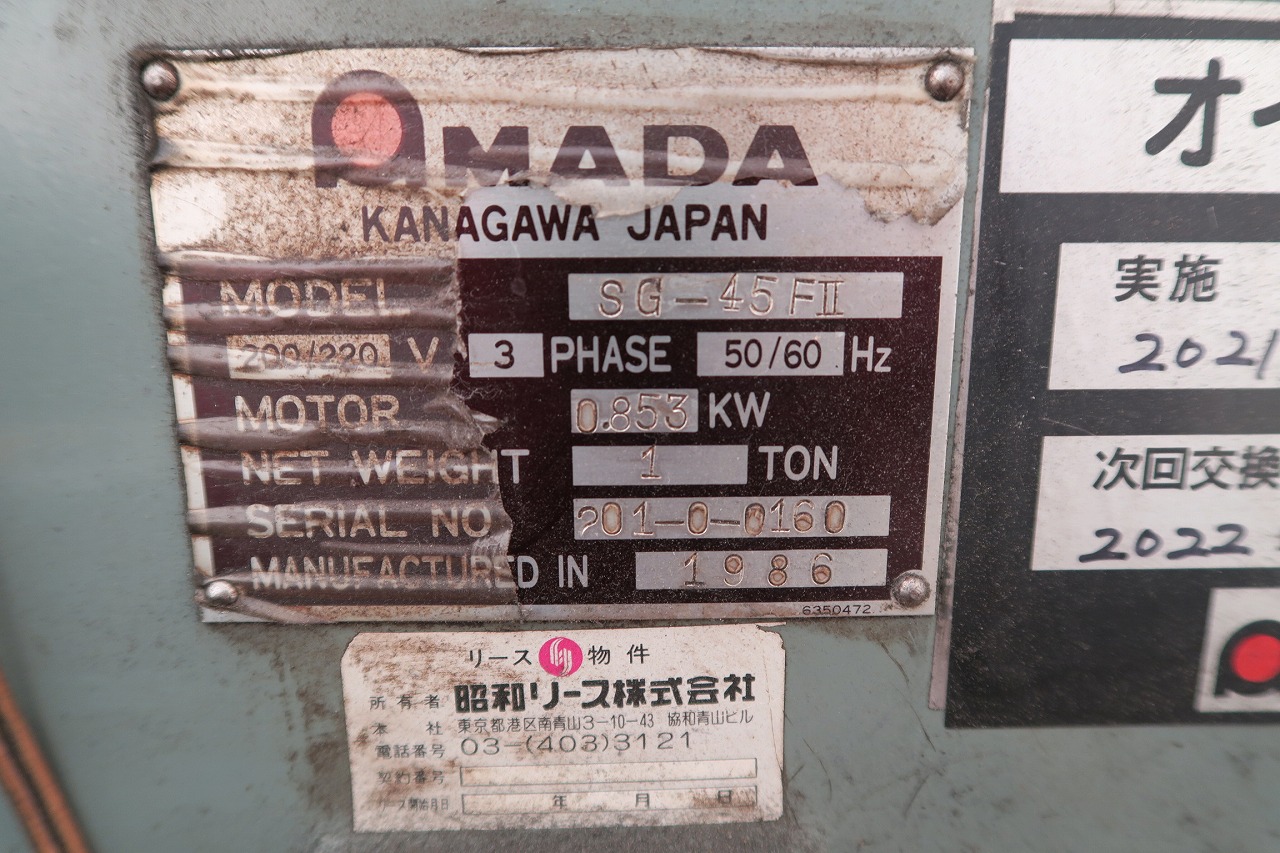 AMADA
KANAGAWA JAPAN
MODEL SG-45FII
200/220 V 3 PHASE 50/60 Hz
MOTOR 0.853 KW
NET WEIGHT 1 TON
SERIAL NO 201-0-0160
MANUFACTURED IN 1986
6350472
リース 物件
所有者 昭和リース株式会社
本社 東京都港区南青山3-10-43 協和青山ビル
電話番号 03-(403)3121
契約番号
リース開始月日 年 月 日
オイ
実施
2021
次回交換
2022